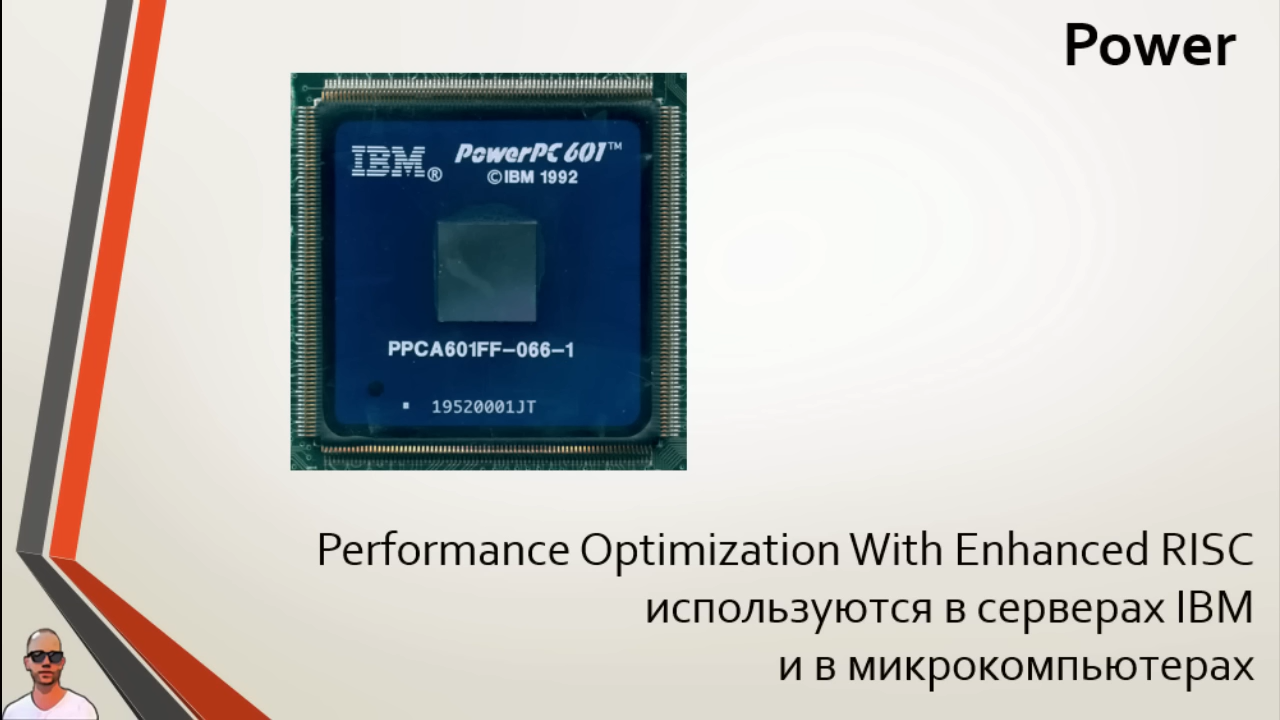 Power
IBM® PowerPC 601™
©IBM 1992
PPCA601FF-066-1
19520001JT
Performance Optimization With Enhanced RISC
используются в серверах IBM
и в микрокомпьютерах